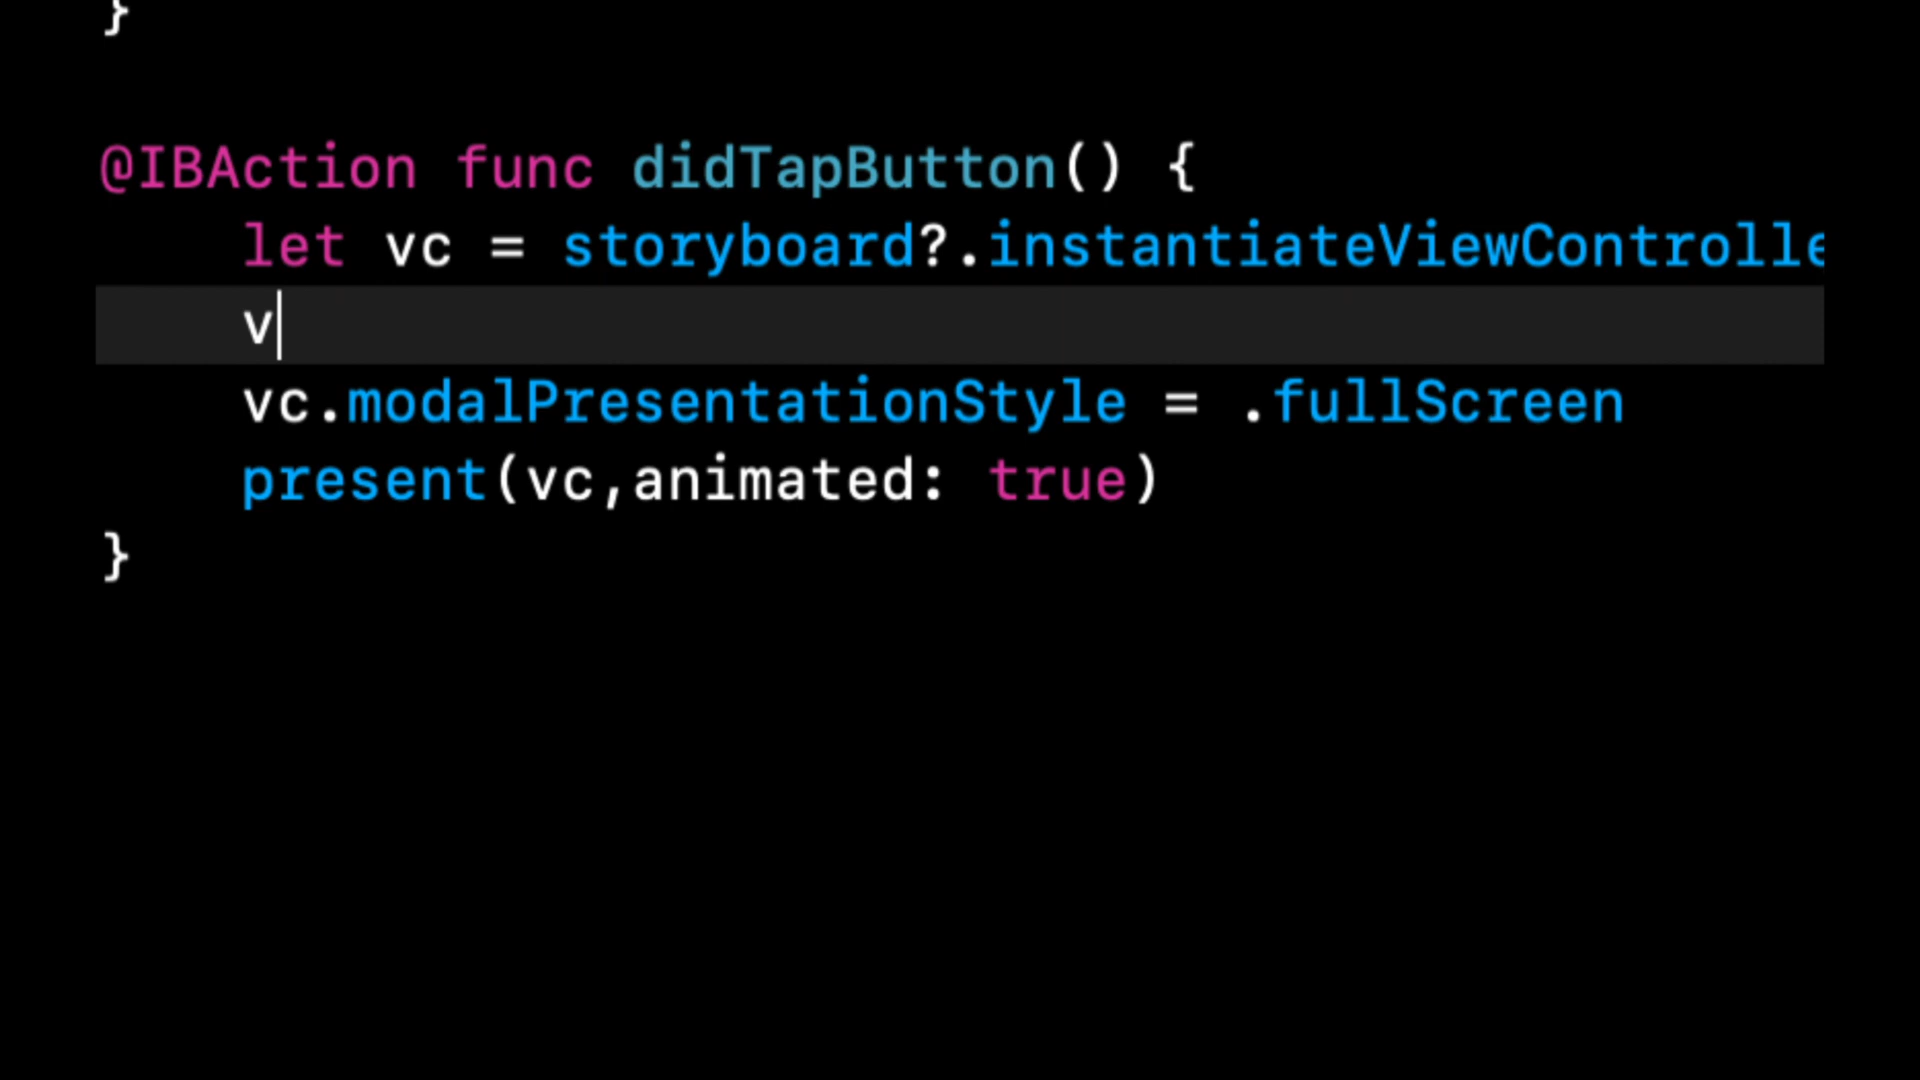 }
@IBAction func didTapButton() {
let vc = storyboard?.instantiateViewControlle
v
vc.modalPresentationStyle = .fullScreen
present(vc,animated: true)
}